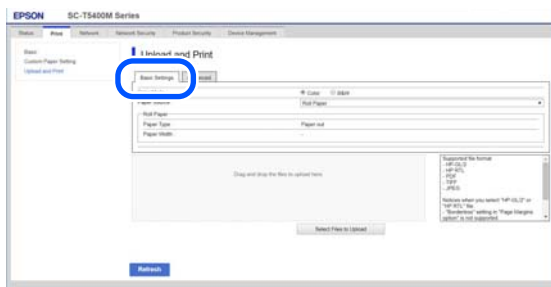 EPSON SC-T5400M Series
Status Print Network Network Security Product Security Device Management
Basic
Custom Paper Setting
Upload and Print
Upload and Print
Basic Settings
Color B&W
Roll Paper
Roll Paper
Paper Type Paper out
Paper Width -
Drag and drop the files to upload here.
Supported file format
- HP-GL/2
- HP RTL
- PDF
- TIFF
- JPEG
Notices when you select "HP-GL/2" or
"HP RTL" file.
- "Borderless" setting in "Page Margins
option" is not supported.
Select Files to Upload
Refresh